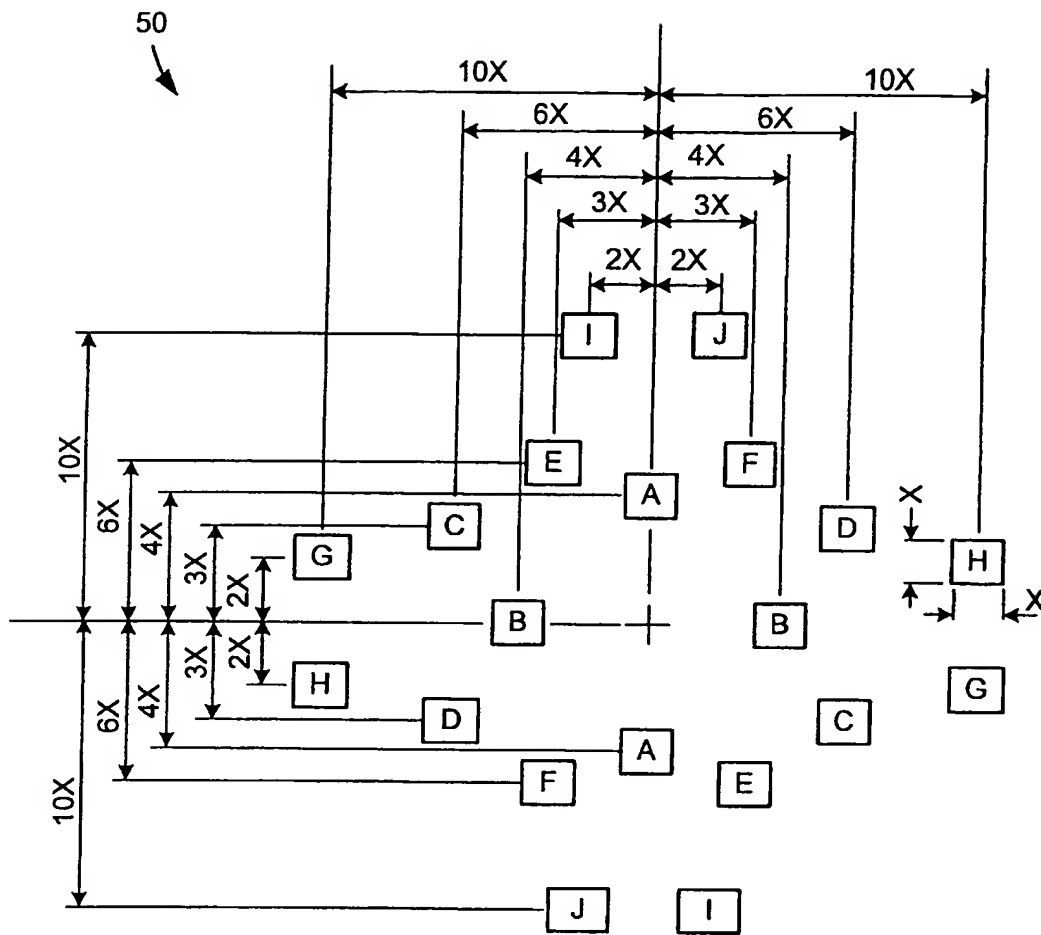 50
10X 10X
6X 6X
4X 4X
3X 3X
2X 2X
I J
10X
E F
6X
A
4X
C D
X
3X
G H
2X
X
B B
2X
H G
3X
D C
4X
6X
A
F E
10X
J I